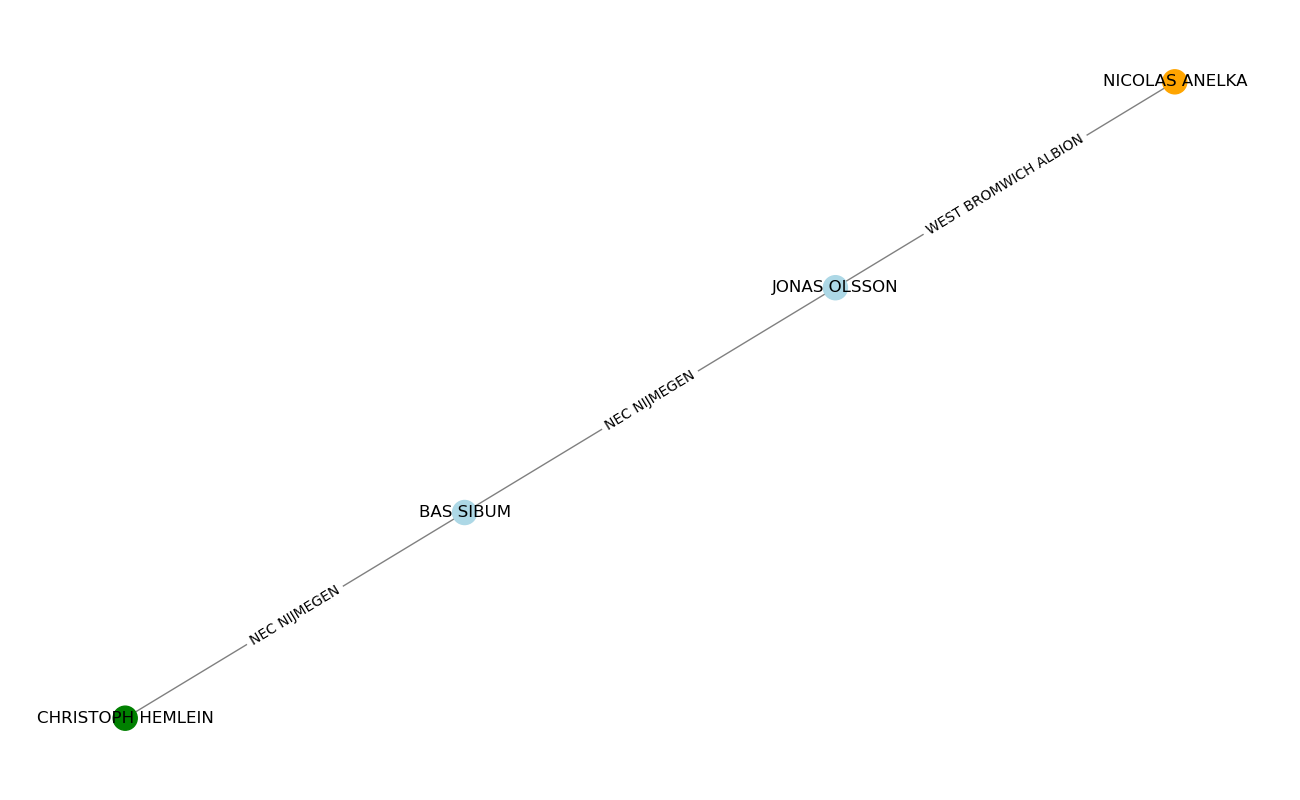 NICOLAS ANELKA
WEST BROMWICH ALBION
JONAS OLSSON
NEC NIJMEGEN
BAS SIBUM
NEC NIJMEGEN
CHRISTOPH HEMLEIN